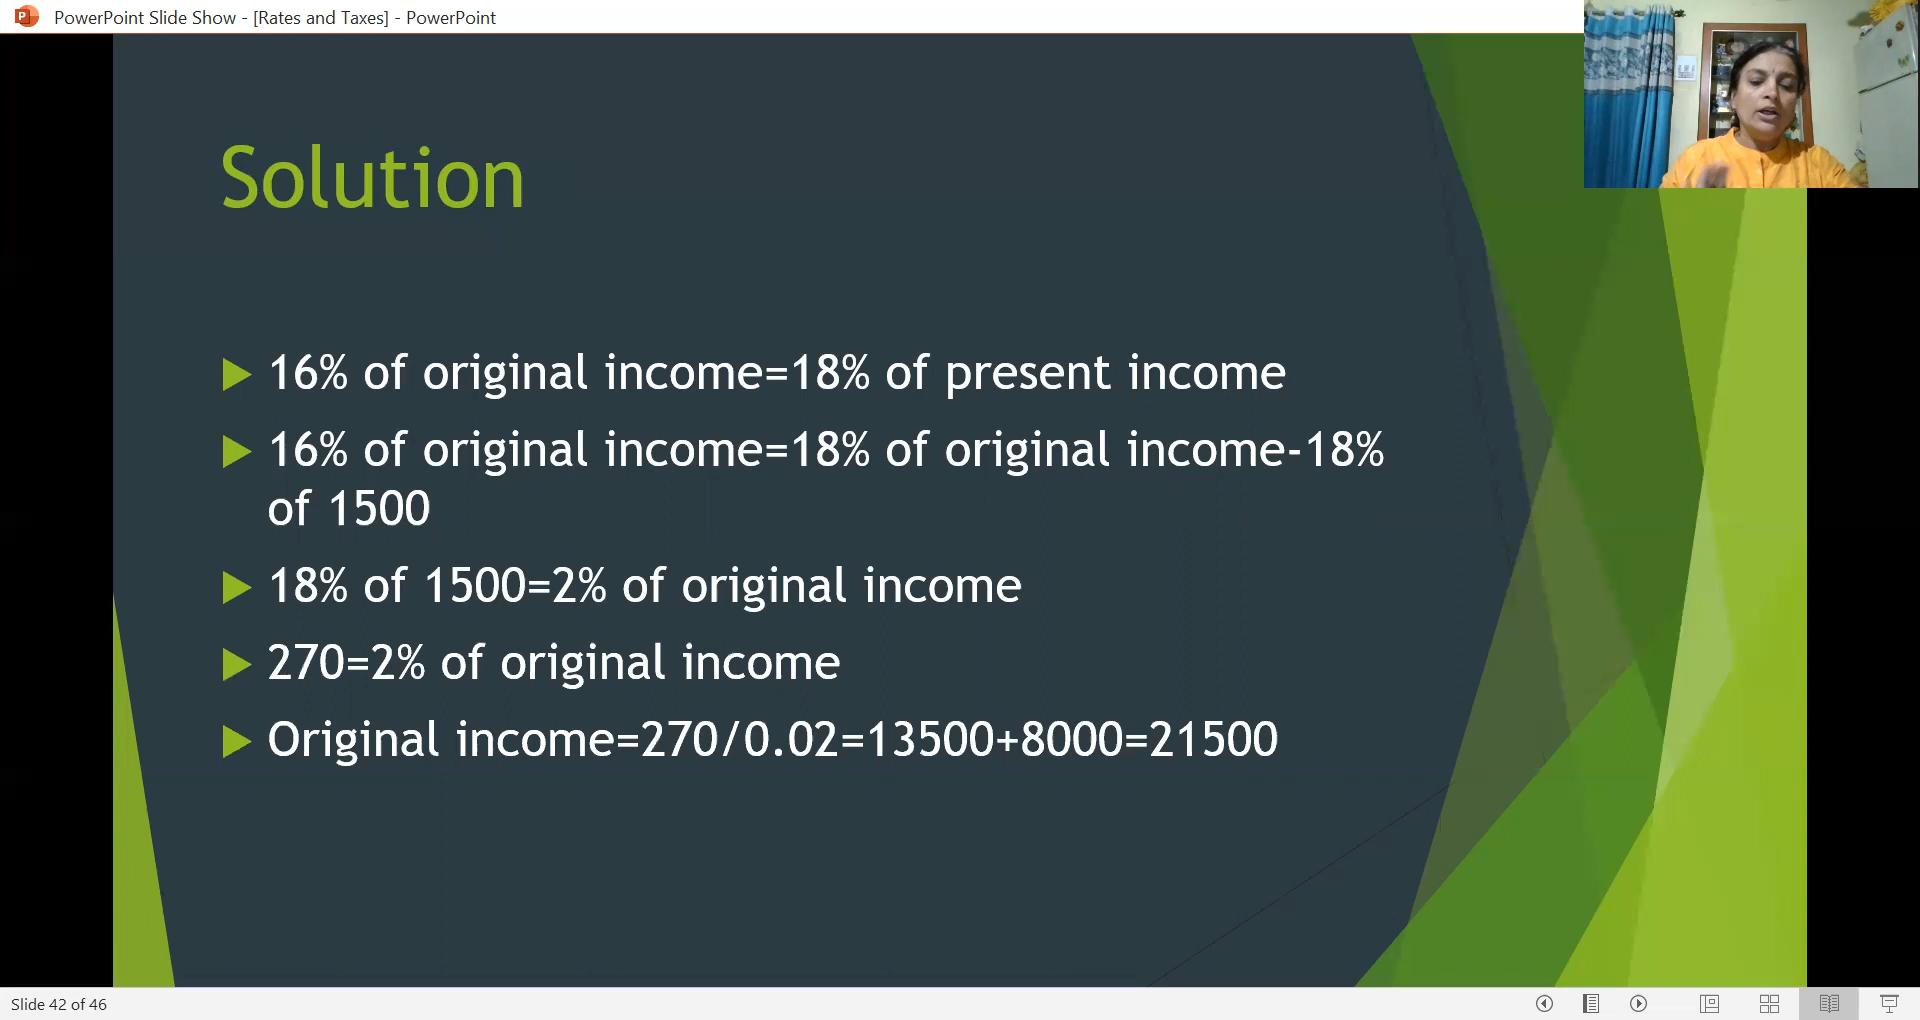 PowerPoint Slide Show - [Rates and Taxes] - PowerPoint
Solution
16% of original income=18% of present income
16% of original income=18% of original income-18%
of 1500
18% of 1500=2% of original income
270=2% of original income
Original income=270/0.02=13500+8000=21500
Slide 42 of 46